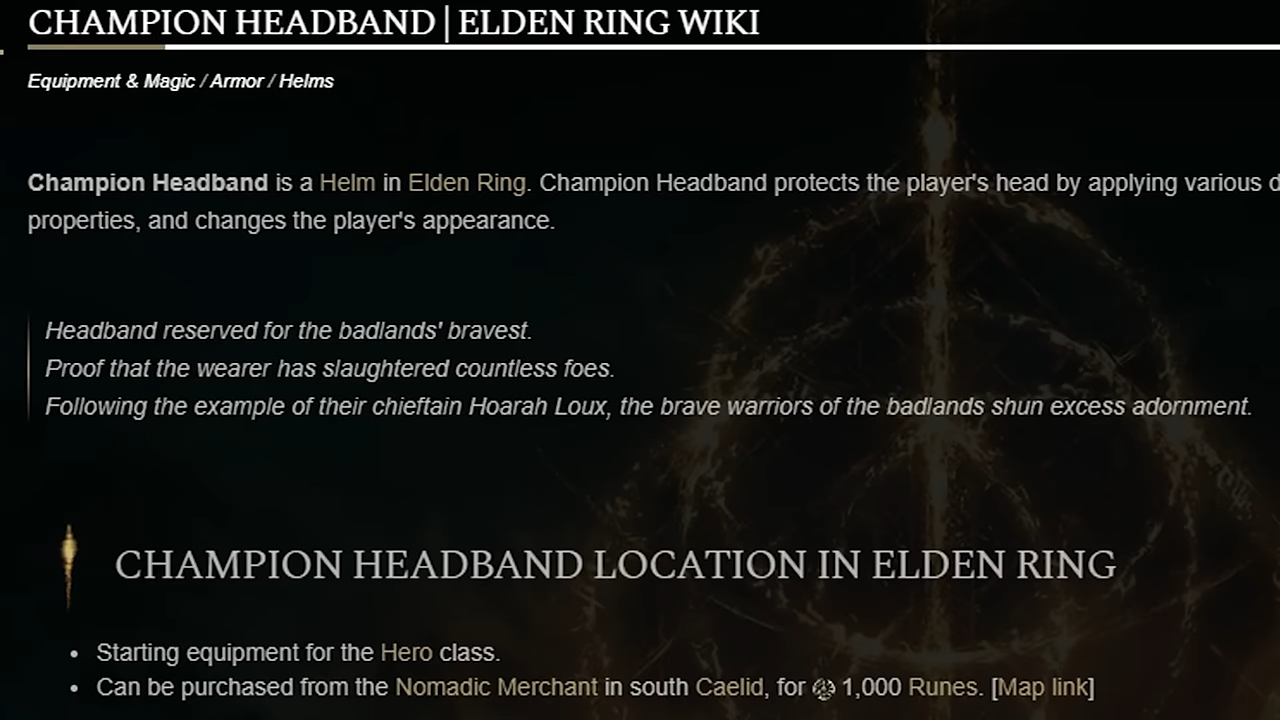 CHAMPION HEADBAND | ELDEN RING WIKI
Equipment & Magic / Armor / Helms
Champion Headband is a Helm in Elden Ring. Champion Headband protects the player's head by applying various
properties, and changes the player's appearance.
Headband reserved for the badlands' bravest.
Proof that the wearer has slaughtered countless foes.
Following the example of their chieftain Hoarah Loux, the brave warriors of the badlands shun excess adornment.
CHAMPION HEADBAND LOCATION IN ELDEN RING
• Starting equipment for the Hero class.
• Can be purchased from the Nomadic Merchant in south Caelid, for 1,000 Runes. [Map link]